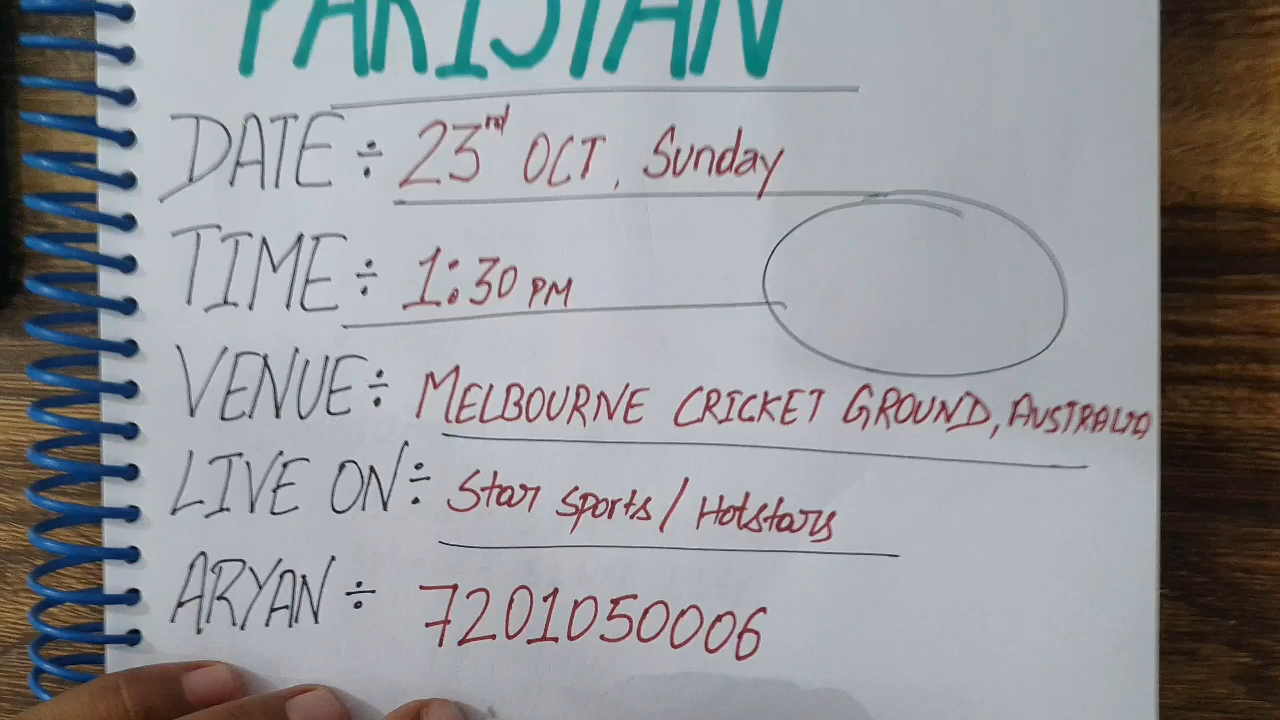 PAKISTAN
DATE ÷ 23rd OCT, Sunday
TIME ÷ 1:30 PM
VENUE ÷ MELBOURNE CRICKET GROUND, AUSTRALIA
LIVE ON ÷ Star sports / Hotstars
ARYAN ÷ 7201050006